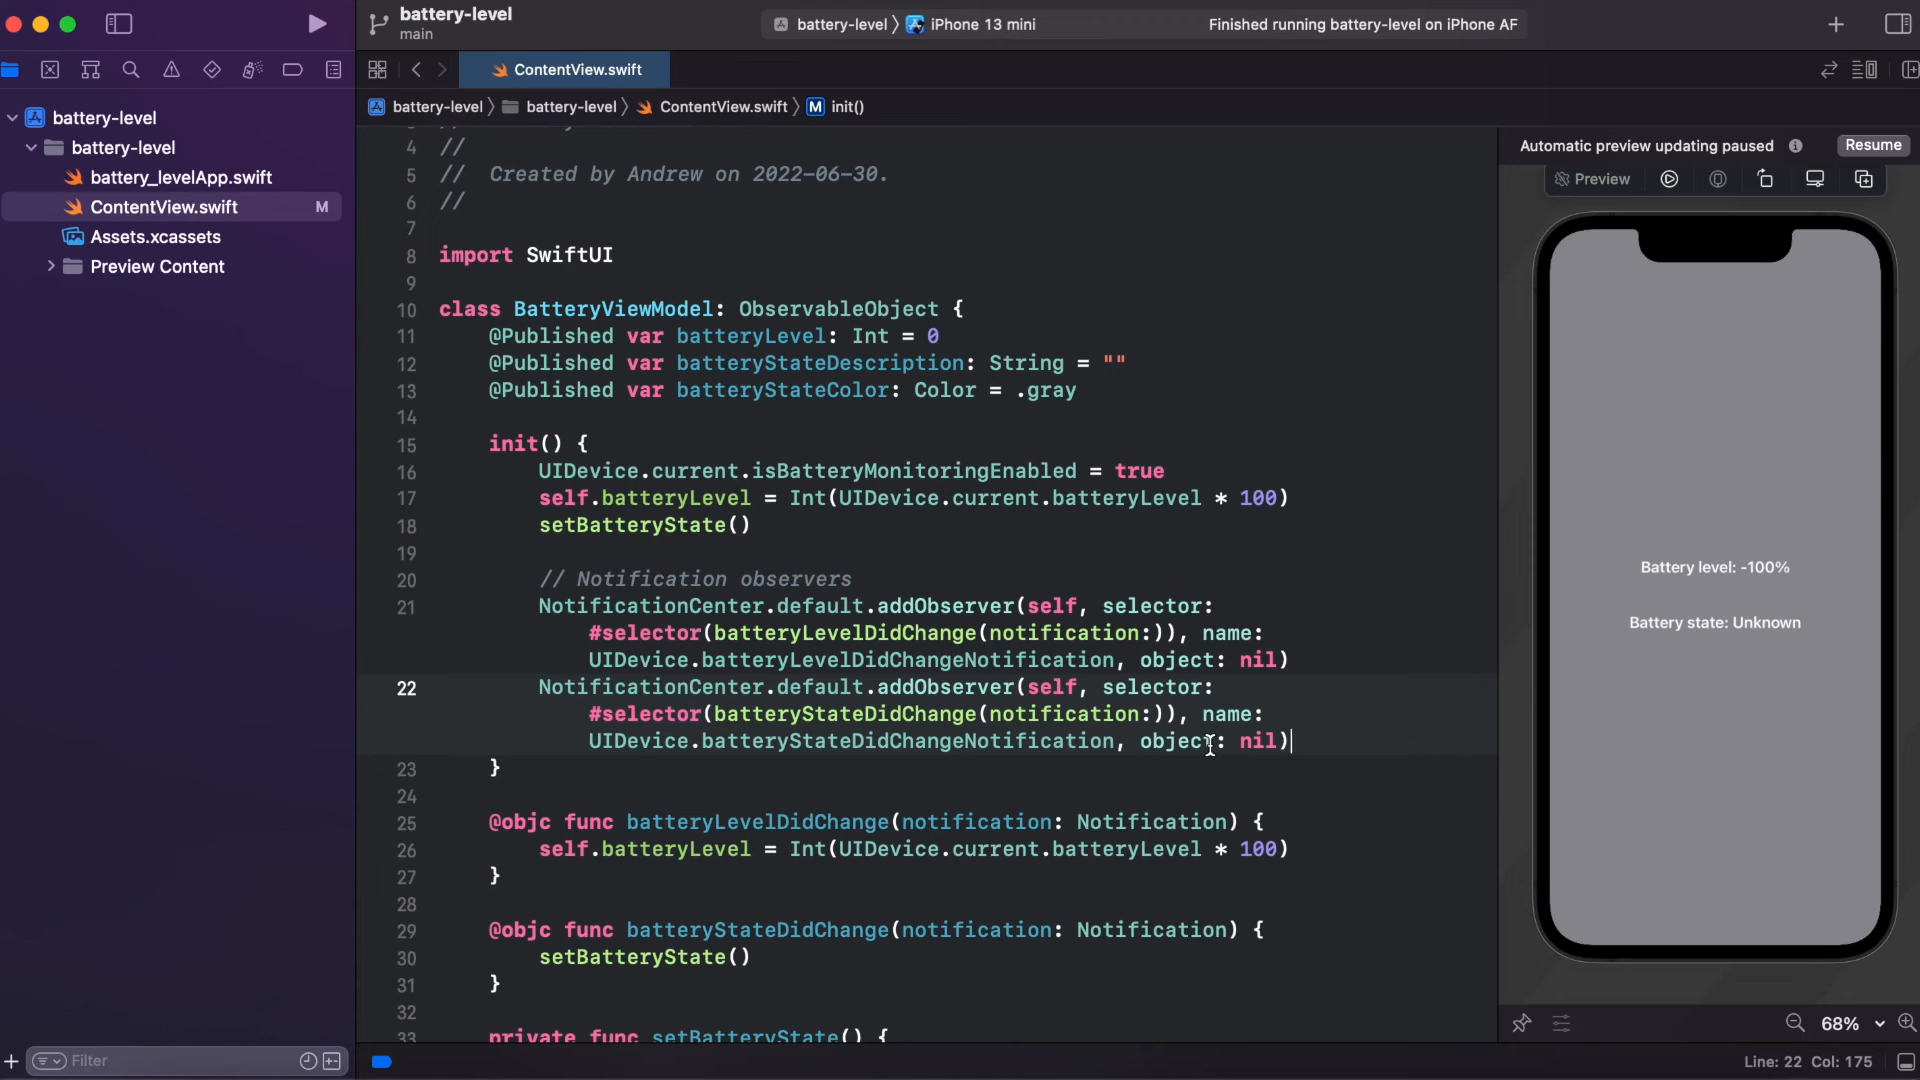 battery-level
main
battery-level
iPhone 13 mini
Finished running battery-level on iPhone AF
ContentView.swift
battery-level
battery-level
ContentView.swift
M
init()
battery-level
battery-level
battery_levelApp.swift
ContentView.swift
M
Assets.xcassets
Preview Content
Filter
4 //
5 // Created by Andrew on 2022-06-30.
6 //
7
8 import SwiftUI
9
10 class BatteryViewModel: ObservableObject {
11 @Published var batteryLevel: Int = 0
12 @Published var batteryStateDescription: String = ""
13 @Published var batteryStateColor: Color = .gray
14
15 init() {
16 UIDevice.current.isBatteryMonitoringEnabled = true
17 self.batteryLevel = Int(UIDevice.current.batteryLevel * 100)
18 setBatteryState()
19
20 // Notification observers
21 NotificationCenter.default.addObserver(self, selector:
#selector(batteryLevelDidChange(notification:)), name:
UIDevice.batteryLevelDidChangeNotification, object: nil)
22 NotificationCenter.default.addObserver(self, selector:
#selector(batteryStateDidChange(notification:)), name:
UIDevice.batteryStateDidChangeNotification, object: nil)
23 }
24
25 @objc func batteryLevelDidChange(notification: Notification) {
26 self.batteryLevel = Int(UIDevice.current.batteryLevel * 100)
27 }
28
29 @objc func batteryStateDidChange(notification: Notification) {
30 setBatteryState()
31 }
32
33 private func setBatteryState() {
Automatic preview updating paused
Resume
Preview
Battery level: -100%
Battery state: Unknown
68%
Line: 22 Col: 175